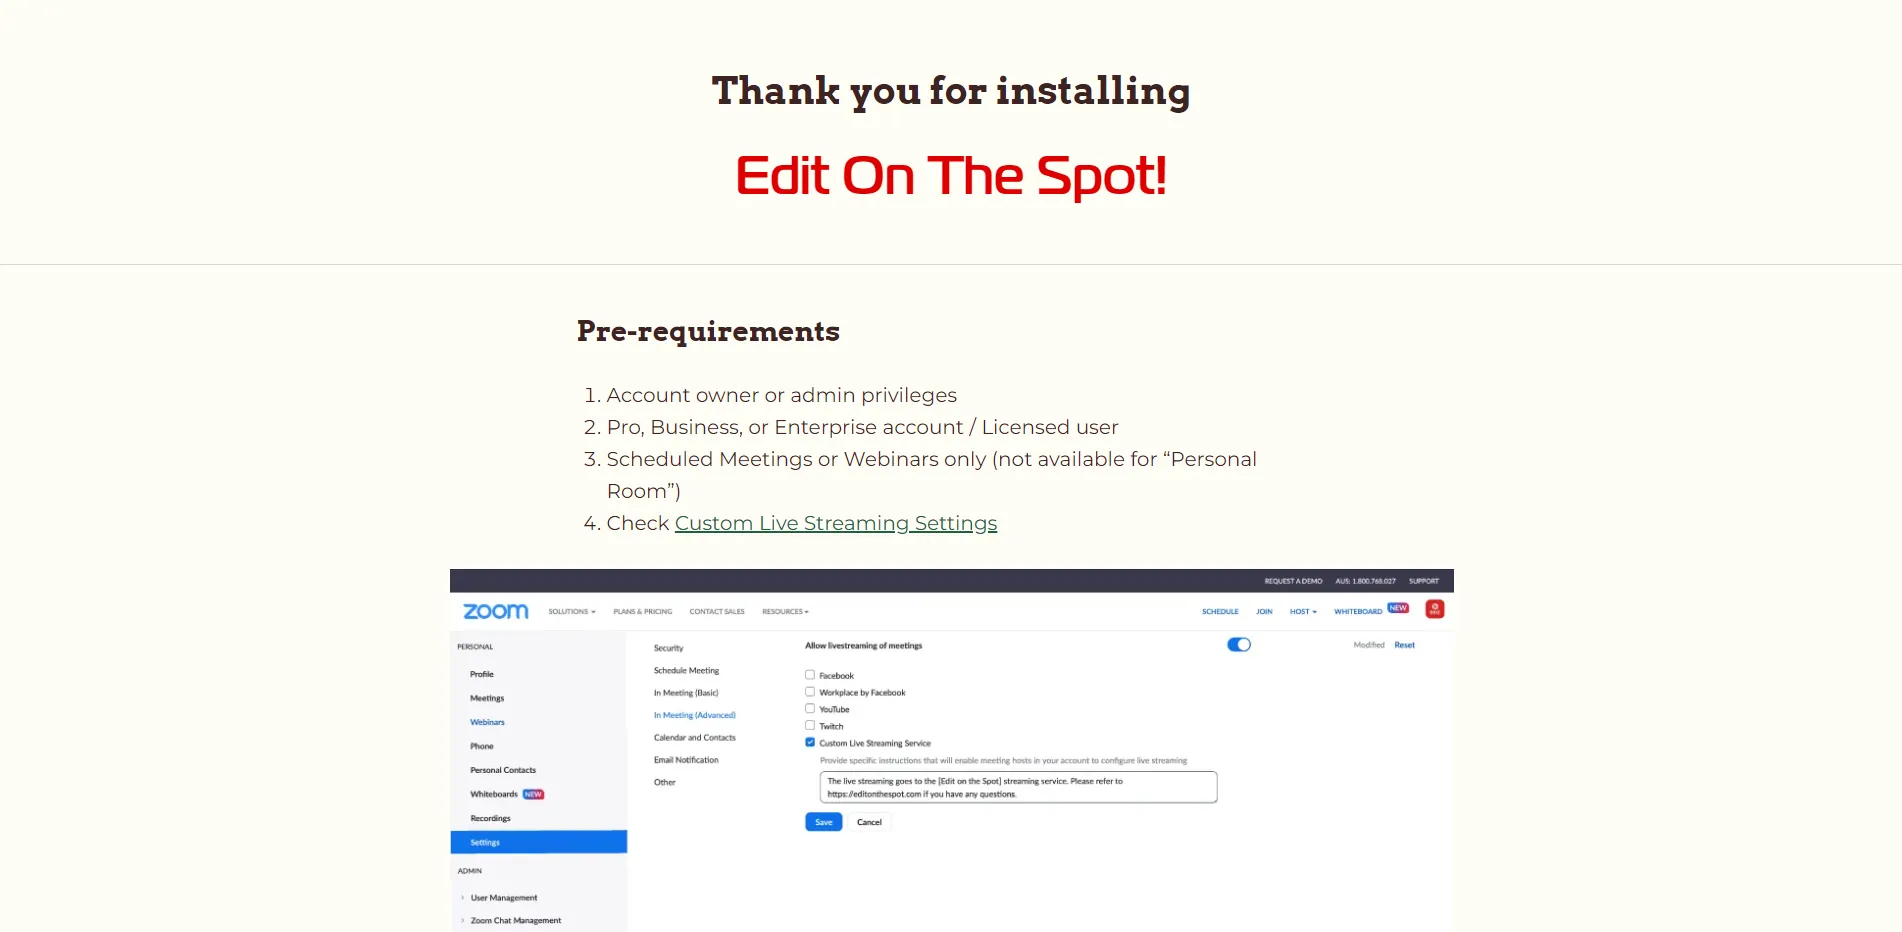 Thank you for installing
Edit On The Spot!
Pre-requirements
1. Account owner or admin privileges
2. Pro, Business, or Enterprise account / Licensed user
3. Scheduled Meetings or Webinars only (not available for “Personal
Room”)
4. Check Custom Live Streaming Settings
REQUEST A DEMO AUS: 1.800.768.027 SUPPORT
zoom SOLUTIONS PLANS & PRICING CONTACT SALES RESOURCES SCHEDULE JOIN HOST WHITEBOARD NEW
PERSONAL
Profile
Meetings
Webinars
Phone
Personal Contacts
Whiteboards NEW
Recordings
Settings
ADMIN
User Management
Zoom Chat Management
Security
Schedule Meeting
In Meeting (Basic)
In Meeting (Advanced)
Calendar and Contacts
Email Notification
Other
Allow livestreaming of meetings Modified Reset
Facebook
Workplace by Facebook
YouTube
Twitch
Custom Live Streaming Service
Provide specific instructions that will enable meeting hosts in your account to configure live streaming
The live streaming goes to the [Edit on the Spot] streaming service. Please refer to
https://editonthespot.com if you have any questions.
Save Cancel